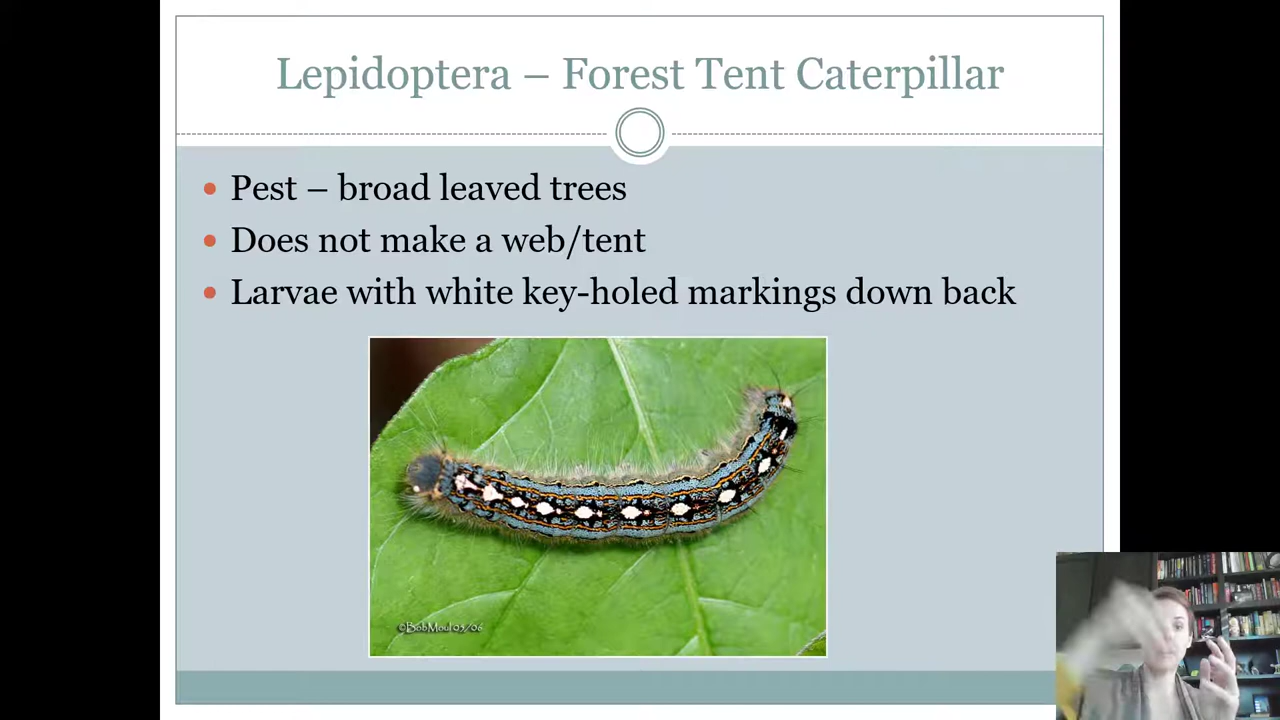 Lepidoptera – Forest Tent Caterpillar
Pest – broad leaved trees
Does not make a web/tent
Larvae with white key-holed markings down back
©BobMoul05/06